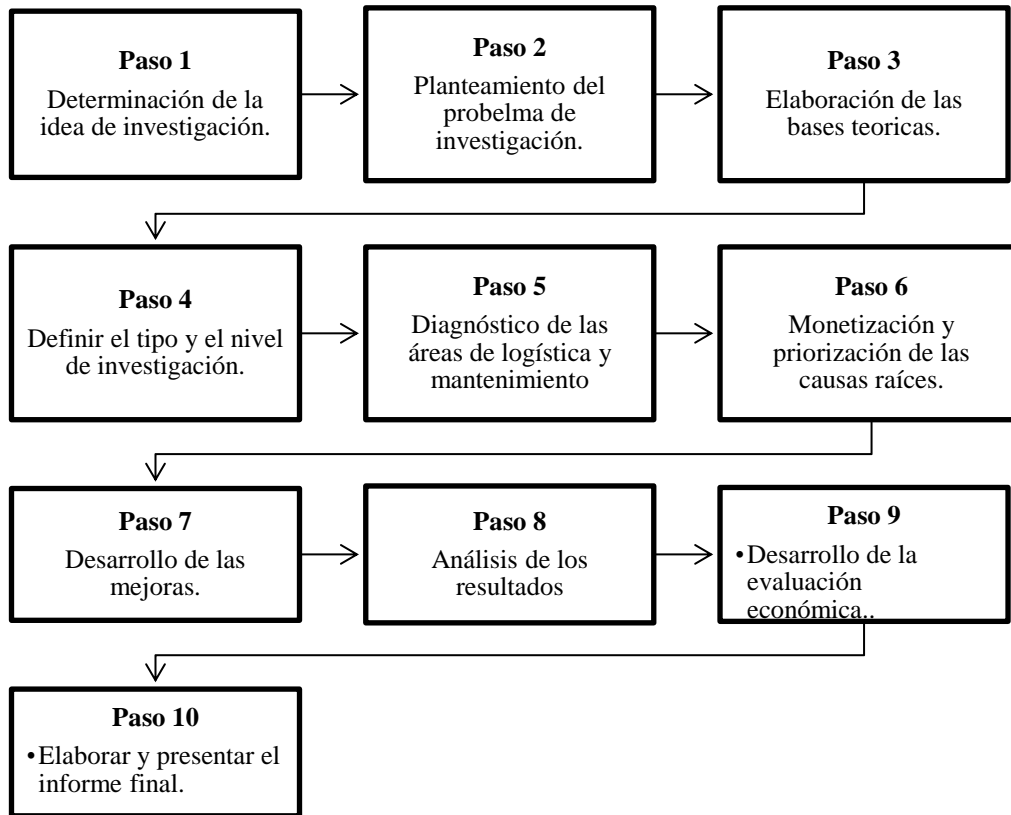 Paso 1
Determinación de la
idea de investigación.
Paso 2
Planteamiento del
probelma de
investigación.
Paso 3
Elaboración de las
bases teoricas.
Paso 4
Definir el tipo y el nivel
de investigación.
Paso 5
Diagnóstico de las
áreas de logística y
mantenimiento
Paso 6
Monetización y
priorización de las
causas raíces.
Paso 7
Desarrollo de las
mejoras.
Paso 8
Análisis de los
resultados
Paso 9
•Desarrollo de la
evaluación
económica..
Paso 10
•Elaborar y presentar el
informe final.